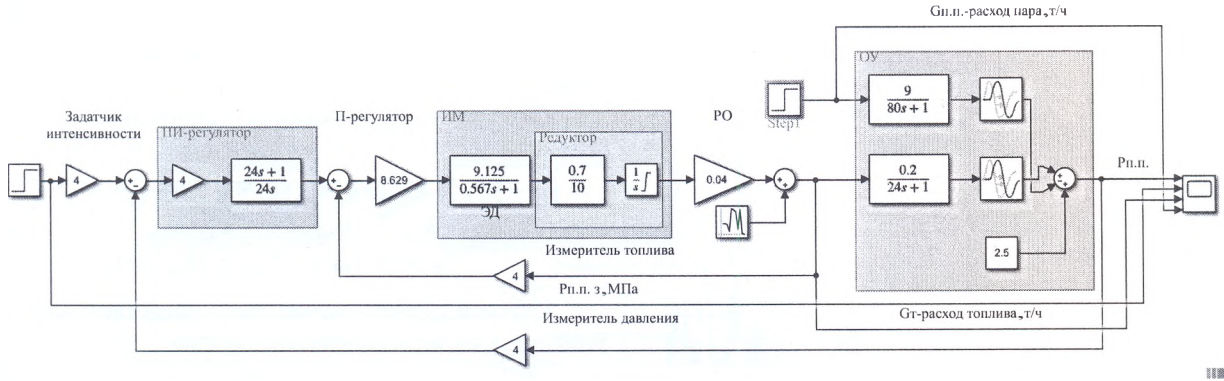 Gп.п.-расход пара,т/ч
ОУ
Задатчик
интенсивности
ПИ-регулятор
П-регулятор
ИМ
Редуктор
РО
Step1
9
80s + 1
Pп.п.
4
+
−
4
24s + 1
24s
+
−
8.629
9.125
0.567s + 1
ЭД
0.7
10
1
s
0.04
+
+
0.2
24s + 1
±
+
2.5
Измеритель топлива
4
Pп.п. з,МПа
Измеритель давления
Gт-расход топлива,т/ч
4